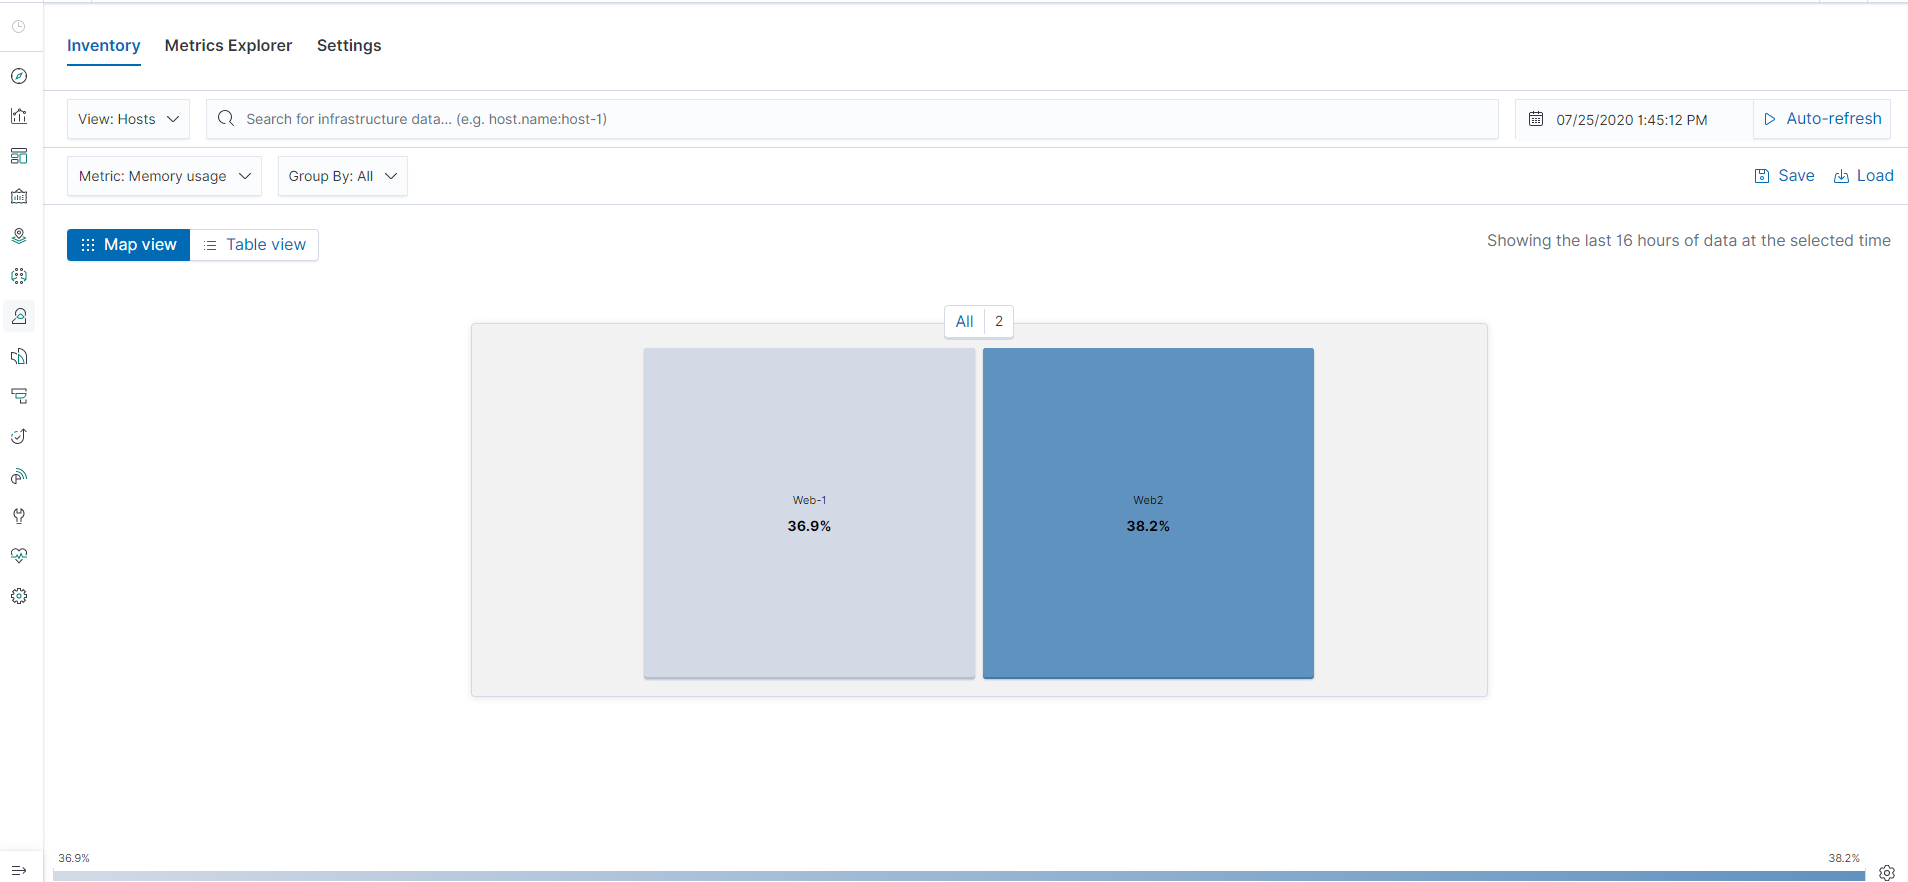 Inventory Metrics Explorer Settings
View: Hosts Search for infrastructure data... (e.g. host.name:host-1) 07/25/2020 1:45:12 PM Auto-refresh
Metric: Memory usage Group By: All Save Load
Map view Table view Showing the last 16 hours of data at the selected time
All 2
Web-1 Web2
36.9% 38.2%
36.9% 38.2%